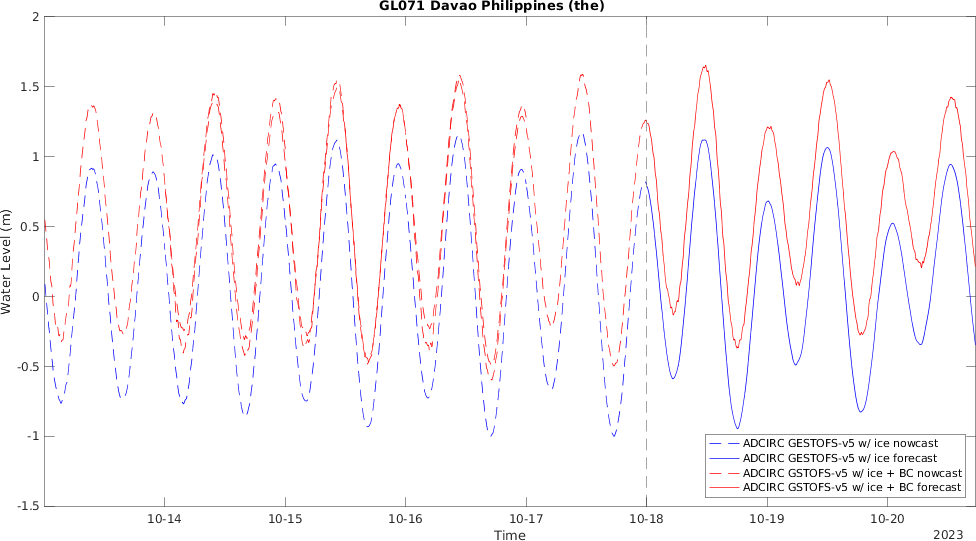 GL071 Davao Philippines (the)
2
1.5
1
0.5
0
-0.5
-1
-1.5
Water Level (m)
10-14
10-15
10-16
10-17
10-18
10-19
10-20
Time
2023
ADCIRC GESTOFS-v5 w/ ice nowcast
ADCIRC GESTOFS-v5 w/ ice forecast
ADCIRC GSTOFS-v5 w/ ice + BC nowcast
ADCIRC GSTOFS-v5 w/ ice + BC forecast